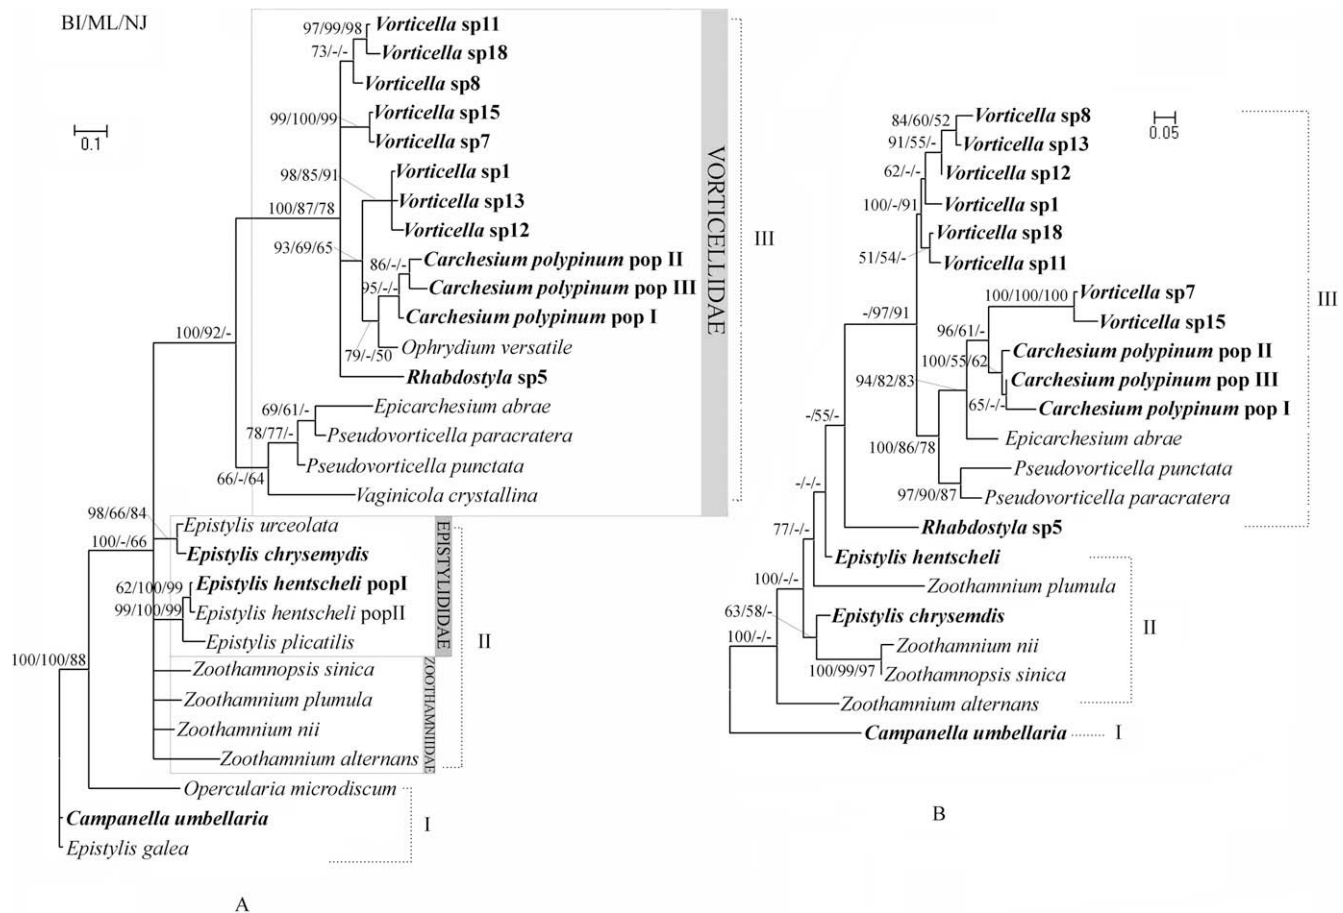 BI/ML/NJ
0.1
97/99/98
Vorticella sp11
73/-/-
Vorticella sp18
Vorticella sp8
99/100/99
Vorticella sp15
Vorticella sp7
98/85/91
Vorticella sp1
Vorticella sp13
100/87/78
Vorticella sp12
93/69/65
86/-/-
Carchesium polypinum pop II
95/-/-
Carchesium polypinum pop III
Carchesium polypinum pop I
100/92/-
79/-/50
Ophrydium versatile
Rhabdostyla sp5
69/61/-
Epicarchesium abrae
78/77/-
Pseudovorticella paracratera
Pseudovorticella punctata
66/-/64
Vaginicola crystallina
VORTICELLIDAE
III
98/66/84
Epistylis urceolata
100/-/66
Epistylis chrysemydis
62/100/99
Epistylis hentscheli popI
99/100/99
Epistylis hentscheli popII
Epistylis plicatilis
EPISTYLIDIDAE
II
100/100/88
Zoothamnopsis sinica
Zoothamnium plumula
Zoothamnium nii
Zoothamnium alternans
ZOOTHAMNIIDAE
Opercularia microdiscum
Campanella umbellaria
I
Epistylis galea
A
0.05
84/60/52
Vorticella sp8
91/55/-
Vorticella sp13
62/-/-
Vorticella sp12
100/-/91
Vorticella sp1
Vorticella sp18
51/54/-
Vorticella sp11
100/100/100
Vorticella sp7
-/97/91
Vorticella sp15
96/61/-
100/55/62
Carchesium polypinum pop II
94/82/83
Carchesium polypinum pop III
65/-/-
Carchesium polypinum pop I
-/55/-
100/86/78
Epicarchesium abrae
Pseudovorticella punctata
97/90/87
Pseudovorticella paracratera
-/-/-
Rhabdostyla sp5
III
77/-/-
Epistylis hentscheli
100/-/-
Zoothamnium plumula
63/58/-
Epistylis chrysemdis
100/-/-
Zoothamnium nii
100/99/97
Zoothamnopsis sinica
II
Zoothamnium alternans
Campanella umbellaria
I
B